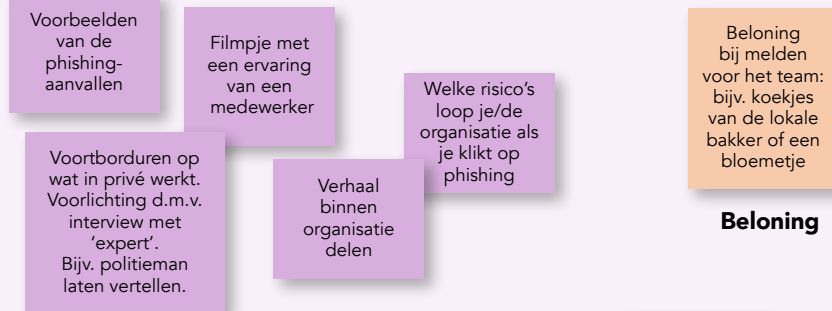 Voorbeelden
van de
phishing-
aanvallen
Filmpje met
een ervaring
van een
medewerker
Welke risico's
loop je/de
organisatie als
je klikt op
phishing
Voortborduren op
wat in privé werkt.
Voorlichting d.m.v.
interview met
‘expert’.
Bijv. politieman
laten vertellen.
Verhaal
binnen
organisatie
delen
Beloning
bij melden
voor het team:
bijv. koekjes
van de lokale
bakker of een
bloemetje
Beloning